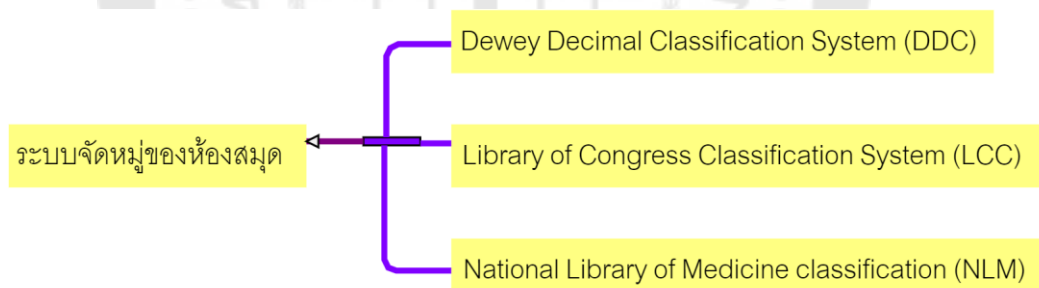 Dewey Decimal Classification System (DDC)
ระบบจัดหมู่ของห้องสมุด
Library of Congress Classification System (LCC)
National Library of Medicine classification (NLM)